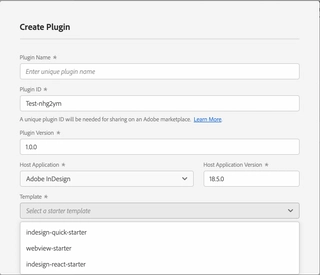 Create Plugin
Plugin Name *
Enter unique plugin name
Plugin ID *
Test-nhg2ym
A unique plugin ID will be needed for sharing on an Adobe marketplace. Learn More.
Plugin Version *
1.0.0
Host Application * Host Application Version *
Adobe InDesign 18.5.0
Template *
Select a starter template
indesign-quick-starter
webview-starter
indesign-react-starter